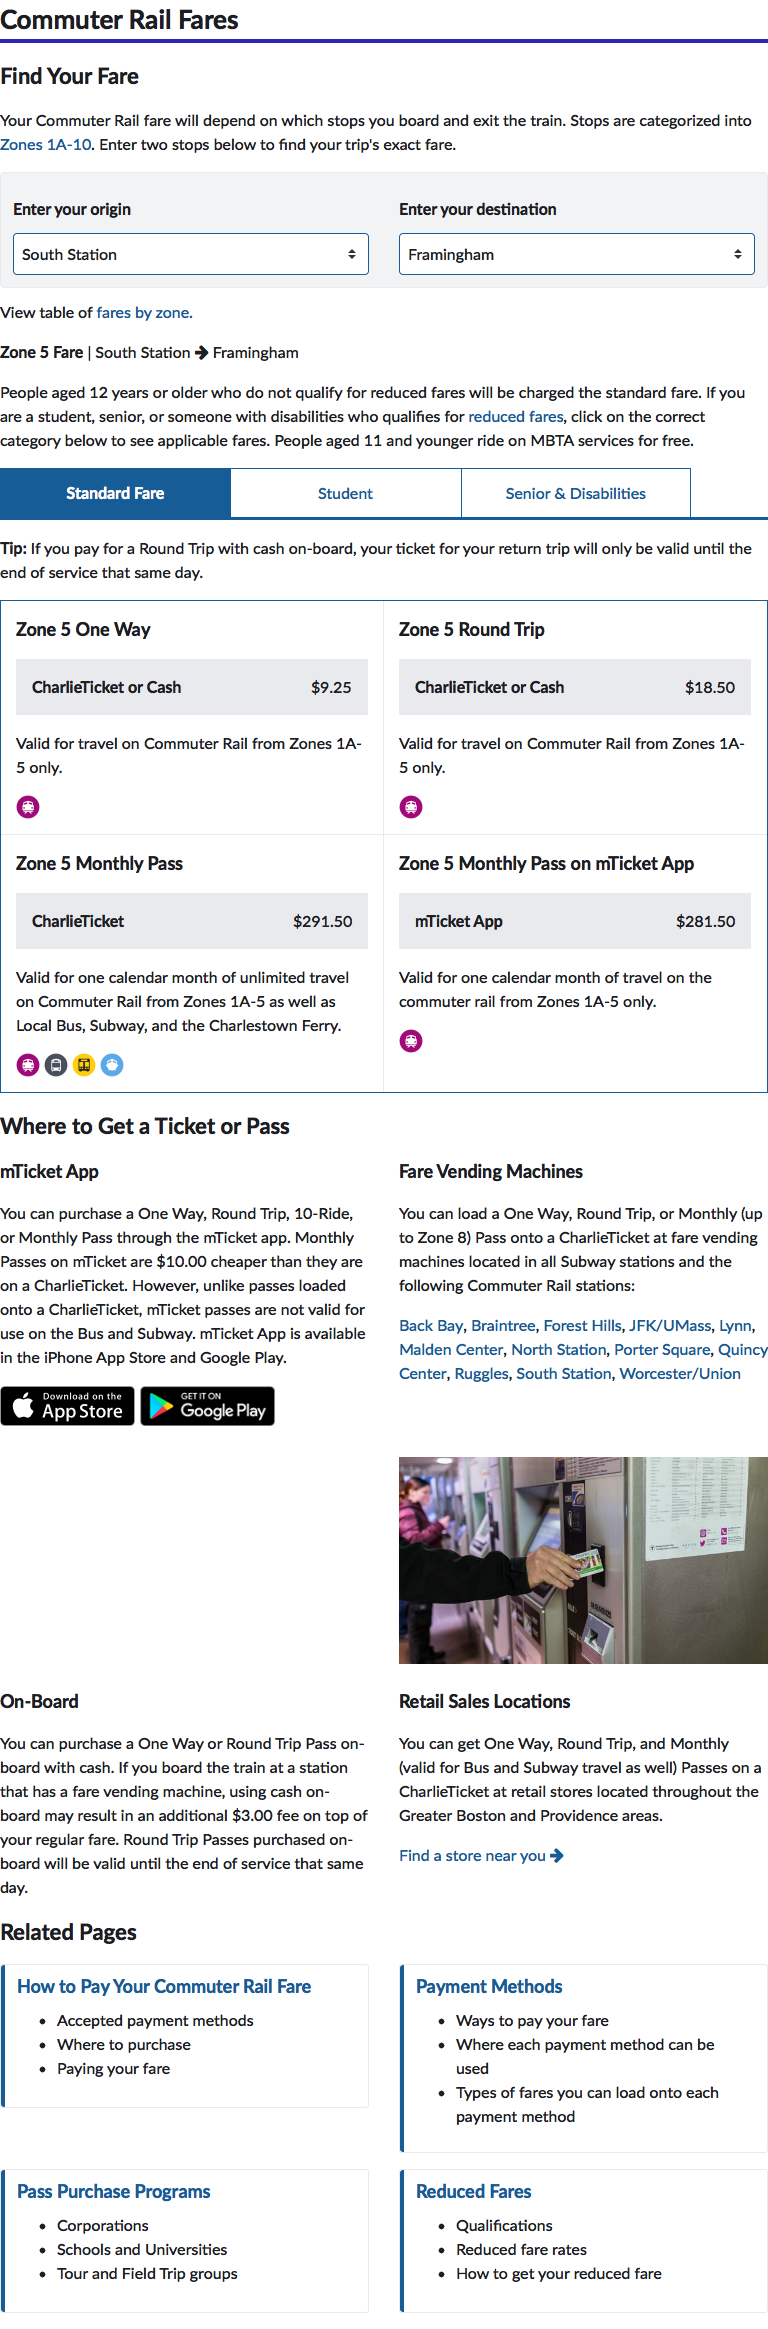 Commuter Rail Fares
Find Your Fare
Your Commuter Rail fare will depend on which stops you board and exit the train. Stops are categorized into
Zones 1A-10. Enter two stops below to find your trip's exact fare.
Enter your origin
South Station
Enter your destination
Framingham
View table of fares by zone.
Zone 5 Fare | South Station → Framingham
People aged 12 years or older who do not qualify for reduced fares will be charged the standard fare. If you
are a student, senior, or someone with disabilities who qualifies for reduced fares, click on the correct
category below to see applicable fares. People aged 11 and younger ride on MBTA services for free.
Standard Fare
Student
Senior & Disabilities
Tip: If you pay for a Round Trip with cash on-board, your ticket for your return trip will only be valid until the
end of service that same day.
Zone 5 One Way
CharlieTicket or Cash $9.25
Valid for travel on Commuter Rail from Zones 1A-
5 only.
Zone 5 Round Trip
CharlieTicket or Cash $18.50
Valid for travel on Commuter Rail from Zones 1A-
5 only.
Zone 5 Monthly Pass
CharlieTicket $291.50
Valid for one calendar month of unlimited travel
on Commuter Rail from Zones 1A-5 as well as
Local Bus, Subway, and the Charlestown Ferry.
Zone 5 Monthly Pass on mTicket App
mTicket App $281.50
Valid for one calendar month of travel on the
commuter rail from Zones 1A-5 only.
Where to Get a Ticket or Pass
mTicket App
You can purchase a One Way, Round Trip, 10-Ride,
or Monthly Pass through the mTicket app. Monthly
Passes on mTicket are $10.00 cheaper than they are
on a CharlieTicket. However, unlike passes loaded
onto a CharlieTicket, mTicket passes are not valid for
use on the Bus and Subway. mTicket App is available
in the iPhone App Store and Google Play.
Download on the
App Store
GET IT ON
Google Play
Fare Vending Machines
You can load a One Way, Round Trip, or Monthly (up
to Zone 8) Pass onto a CharlieTicket at fare vending
machines located in all Subway stations and the
following Commuter Rail stations:
Back Bay, Braintree, Forest Hills, JFK/UMass, Lynn,
Malden Center, North Station, Porter Square, Quincy
Center, Ruggles, South Station, Worcester/Union
On-Board
You can purchase a One Way or Round Trip Pass on-
board with cash. If you board the train at a station
that has a fare vending machine, using cash on-
board may result in an additional $3.00 fee on top of
your regular fare. Round Trip Passes purchased on-
board will be valid until the end of service that same
day.
Retail Sales Locations
You can get One Way, Round Trip, and Monthly
(valid for Bus and Subway travel as well) Passes on a
CharlieTicket at retail stores located throughout the
Greater Boston and Providence areas.
Find a store near you →
Related Pages
How to Pay Your Commuter Rail Fare
• Accepted payment methods
• Where to purchase
• Paying your fare
Payment Methods
• Ways to pay your fare
• Where each payment method can be
used
• Types of fares you can load onto each
payment method
Pass Purchase Programs
• Corporations
• Schools and Universities
• Tour and Field Trip groups
Reduced Fares
• Qualifications
• Reduced fare rates
• How to get your reduced fare